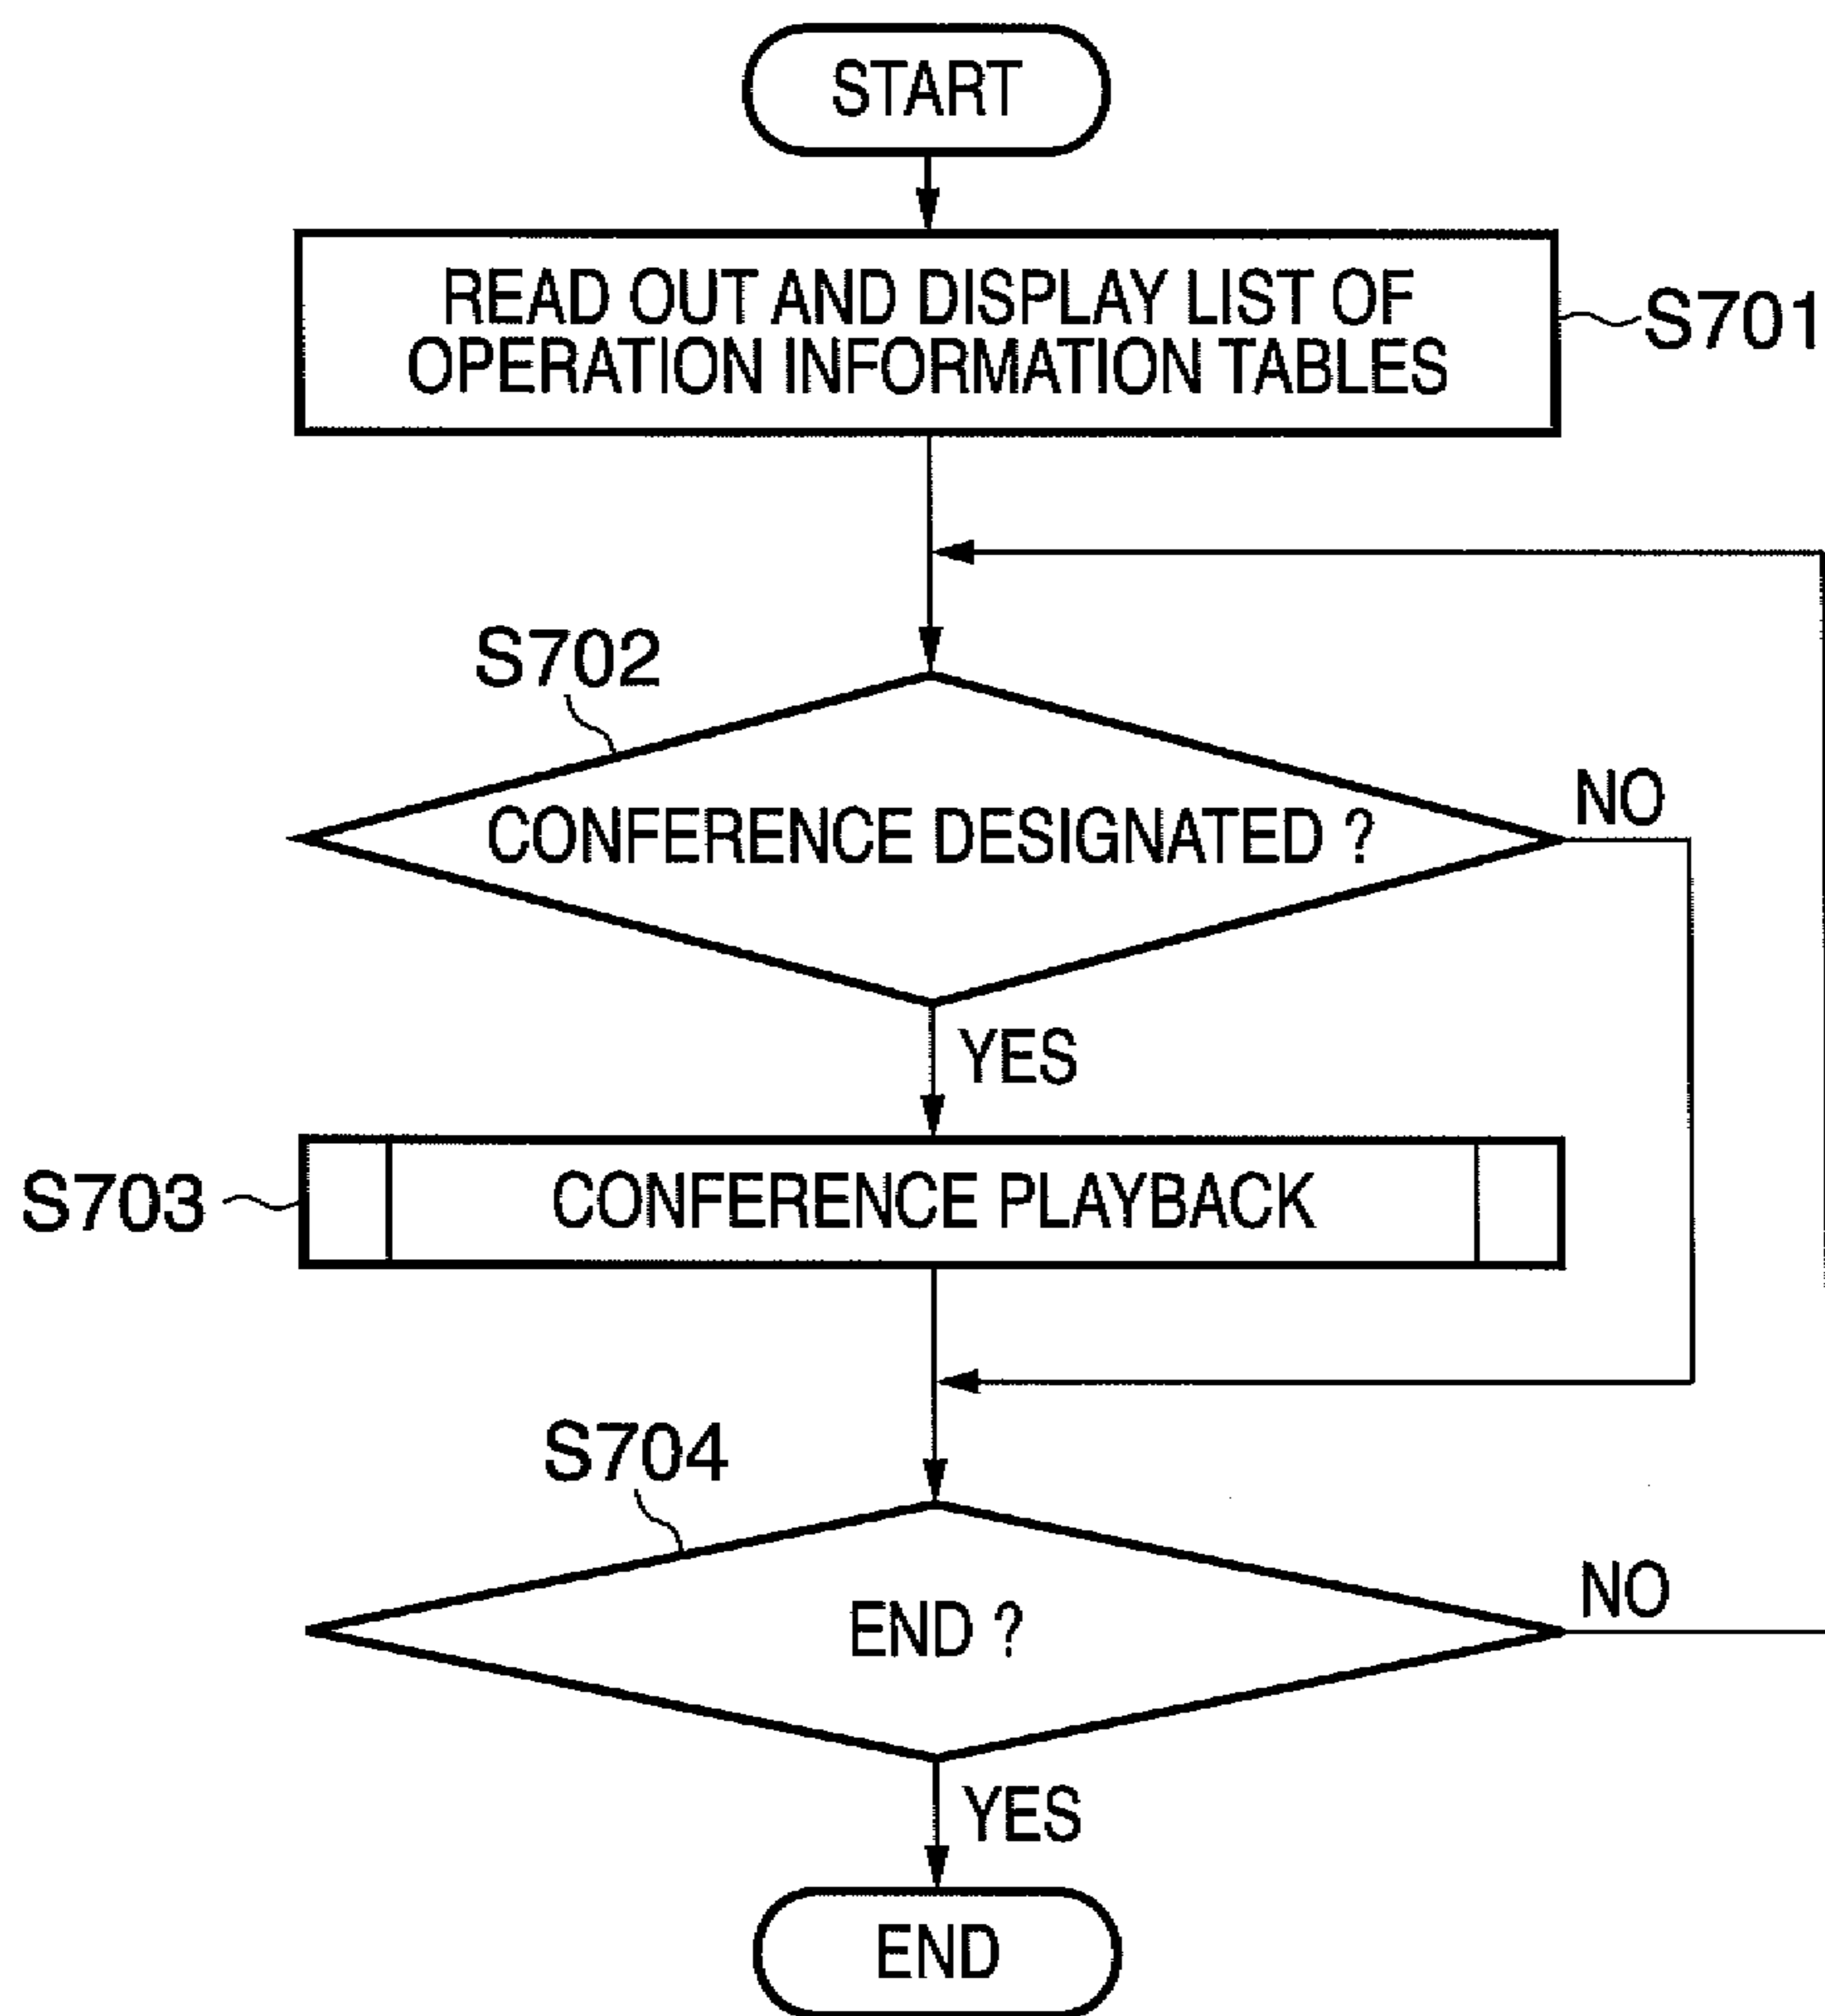 START
READ OUT AND DISPLAY LIST OF
OPERATION INFORMATION TABLES
S701
S702
CONFERENCE DESIGNATED ?
NO
YES
S703
CONFERENCE PLAYBACK
S704
END ?
NO
YES
END